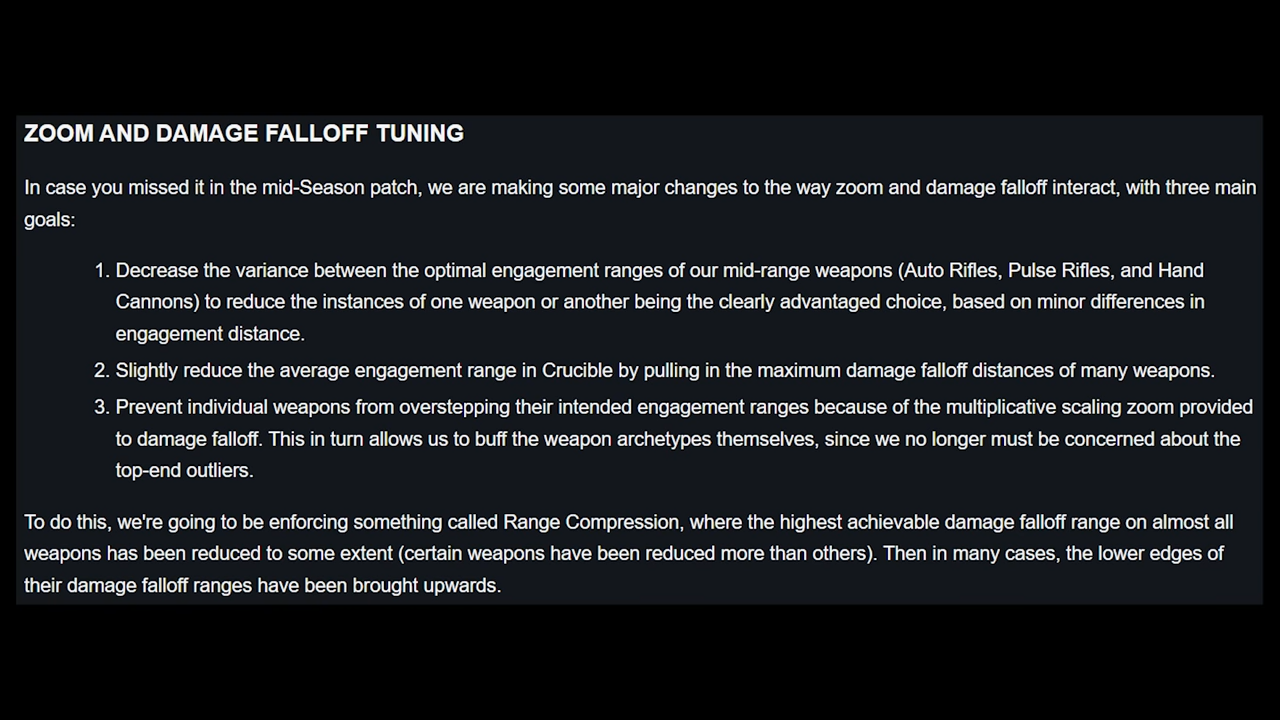 ZOOM AND DAMAGE FALLOFF TUNING
In case you missed it in the mid-Season patch, we are making some major changes to the way zoom and damage falloff interact, with three main
goals:
1. Decrease the variance between the optimal engagement ranges of our mid-range weapons (Auto Rifles, Pulse Rifles, and Hand
Cannons) to reduce the instances of one weapon or another being the clearly advantaged choice, based on minor differences in
engagement distance.
2. Slightly reduce the average engagement range in Crucible by pulling in the maximum damage falloff distances of many weapons.
3. Prevent individual weapons from overstepping their intended engagement ranges because of the multiplicative scaling zoom provided
to damage falloff. This in turn allows us to buff the weapon archetypes themselves, since we no longer must be concerned about the
top-end outliers.
To do this, we're going to be enforcing something called Range Compression, where the highest achievable damage falloff range on almost all
weapons has been reduced to some extent (certain weapons have been reduced more than others). Then in many cases, the lower edges of
their damage falloff ranges have been brought upwards.